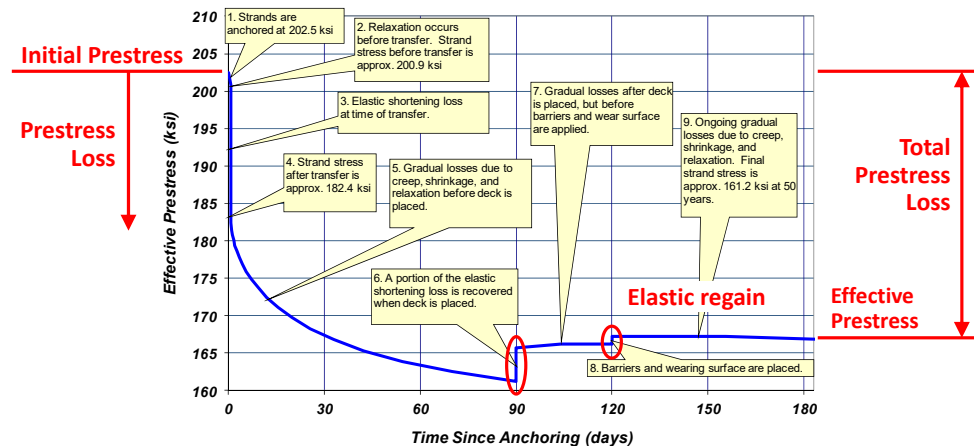 210
205
200
195
190
185
180
175
170
165
160
Effective Prestress (ksi)
0
30
60
90
120
150
180
Time Since Anchoring (days)
Initial Prestress
Prestress
Loss
1. Strands are
anchored at 202.5 ksi
2. Relaxation occurs
before transfer. Strand
stress before transfer is
approx. 200.9 ksi
3. Elastic shortening loss
at time of transfer.
4. Strand stress
after transfer is
approx. 182.4 ksi
5. Gradual losses due to
creep, shrinkage, and
relaxation before deck is
placed.
6. A portion of the elastic
shortening loss is recovered
when deck is placed.
7. Gradual losses after deck
is placed, but before
barriers and wear surface
are applied.
Elastic regain
8. Barriers and wearing surface are placed.
9. Ongoing gradual
losses due to creep,
shrinkage, and
relaxation. Final
strand stress is
approx. 161.2 ksi at 50
years.
Total
Prestress
Loss
Effective
Prestress